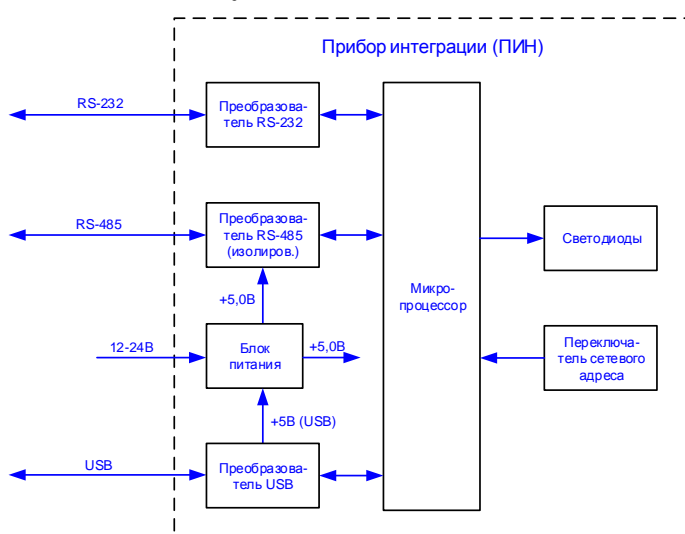 Прибор интеграции (ПИН)
RS-232
Преобразова-
тель RS-232
RS-485
Преобразова-
тель RS-485
(изолиров.)
Светодиоды
+5,0В
Микро-
процессор
12-24В
Блок
питания
+5,0В
Переключа-
тель сетевого
адреса
+5В (USB)
USB
Преобразова-
тель USB